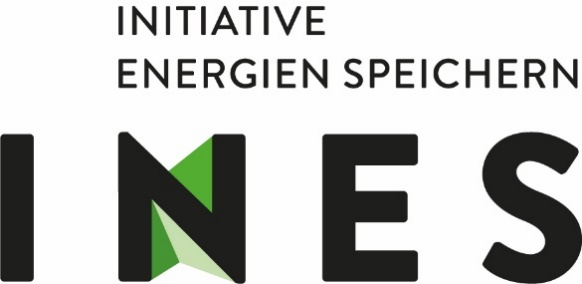 INITIATIVE
ENERGIEN SPEICHERN
INES